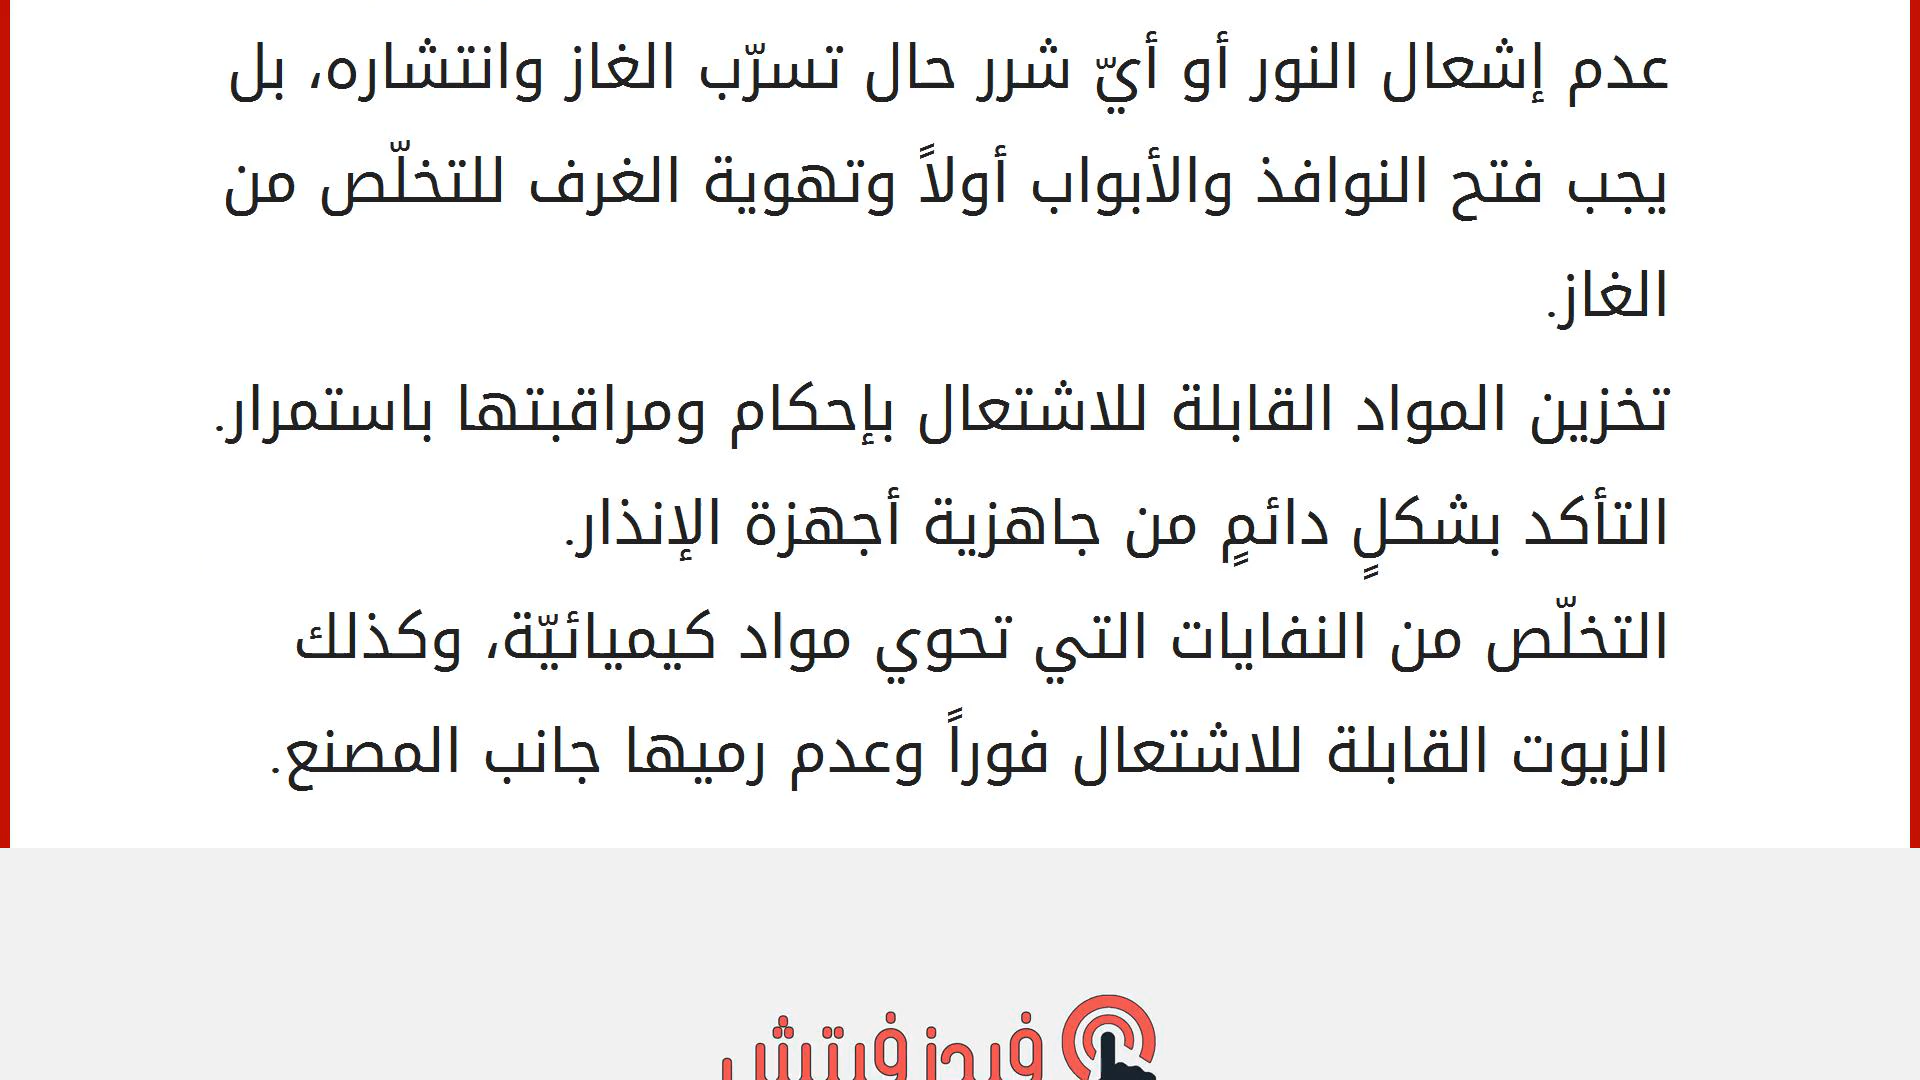 عدم إشعال النور أو أيّ شرر حال تسرّب الغاز وانتشاره، بل
يجب فتح النوافذ والأبواب أولاً وتهوية الغرف للتخلّص من
الغاز.
تخزين المواد القابلة للاشتعال بإحكام ومراقبتها باستمرار.
التأكد بشكلٍ دائمٍ من جاهزية أجهزة الإنذار.
التخلّص من النفايات التي تحوي مواد كيميائيّة، وكذلك
الزيوت القابلة للاشتعال فوراً وعدم رميها جانب المصنع.